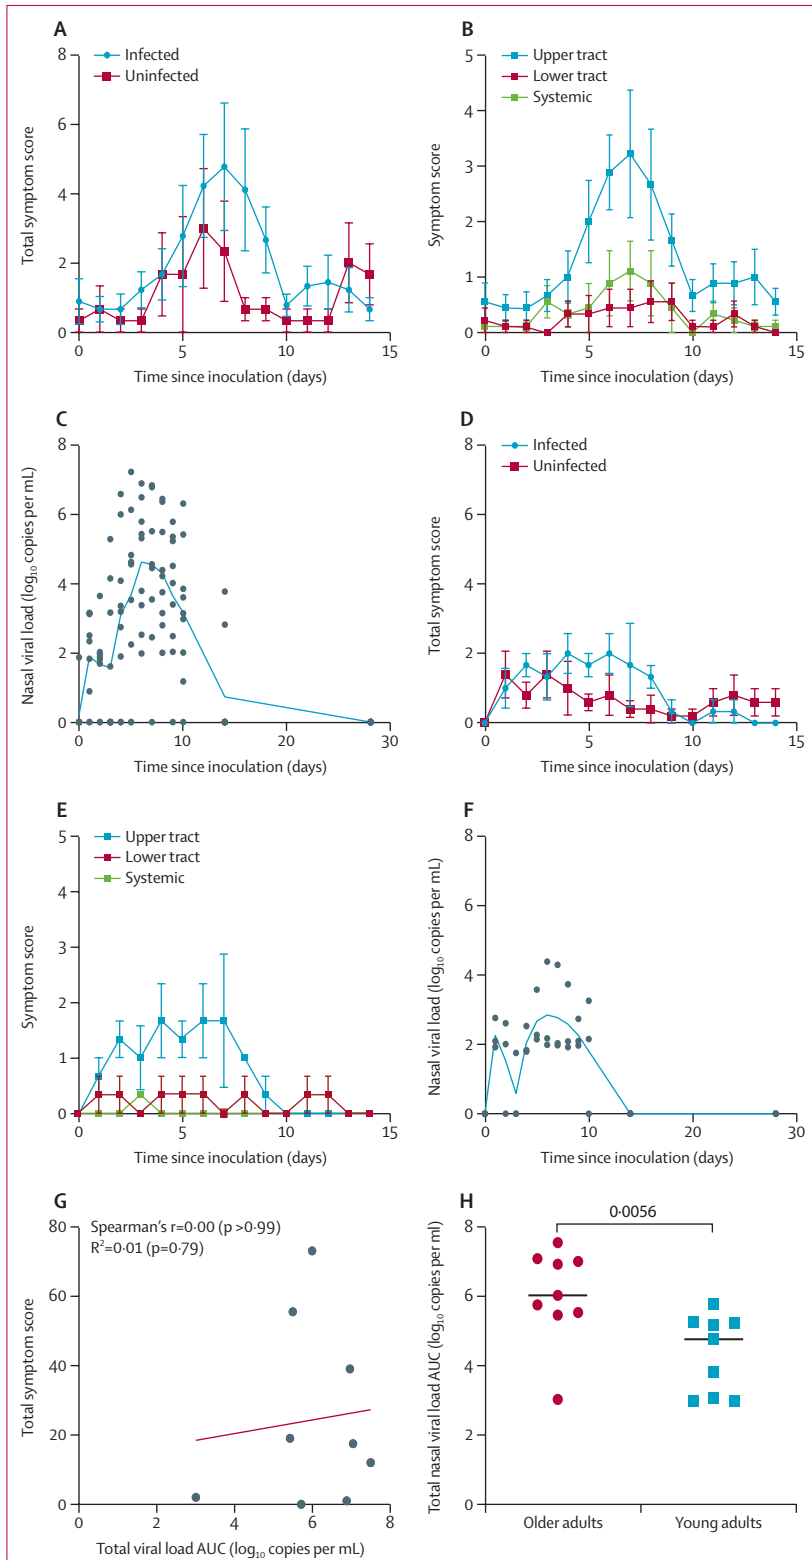 A
Infected
Uninfected
8
6
4
2
0
Total symptom score
0
5
10
15
Time since inoculation (days)
B
Upper tract
Lower tract
Systemic
5
4
3
2
1
0
Symptom score
0
5
10
15
Time since inoculation (days)
C
8
6
4
2
0
Nasal viral load (log₁₀ copies per mL)
0
10
20
30
Time since inoculation (days)
D
Infected
Uninfected
8
6
4
2
0
Total symptom score
0
5
10
15
Time since inoculation (days)
E
Upper tract
Lower tract
Systemic
5
4
3
2
1
0
Symptom score
0
5
10
15
Time since inoculation (days)
F
8
6
4
2
0
Nasal viral load (log₁₀ copies per mL)
0
10
20
30
Time since inoculation (days)
G
Spearman's r=0·00 (p >0·99)
R²=0·01 (p=0·79)
80
60
40
20
0
Total symptom score
0
2
4
6
8
Total viral load AUC (log₁₀ copies per mL)
H
0·0056
8
6
4
2
0
Total nasal viral load AUC (log₁₀ copies per ml)
Older adults
Young adults